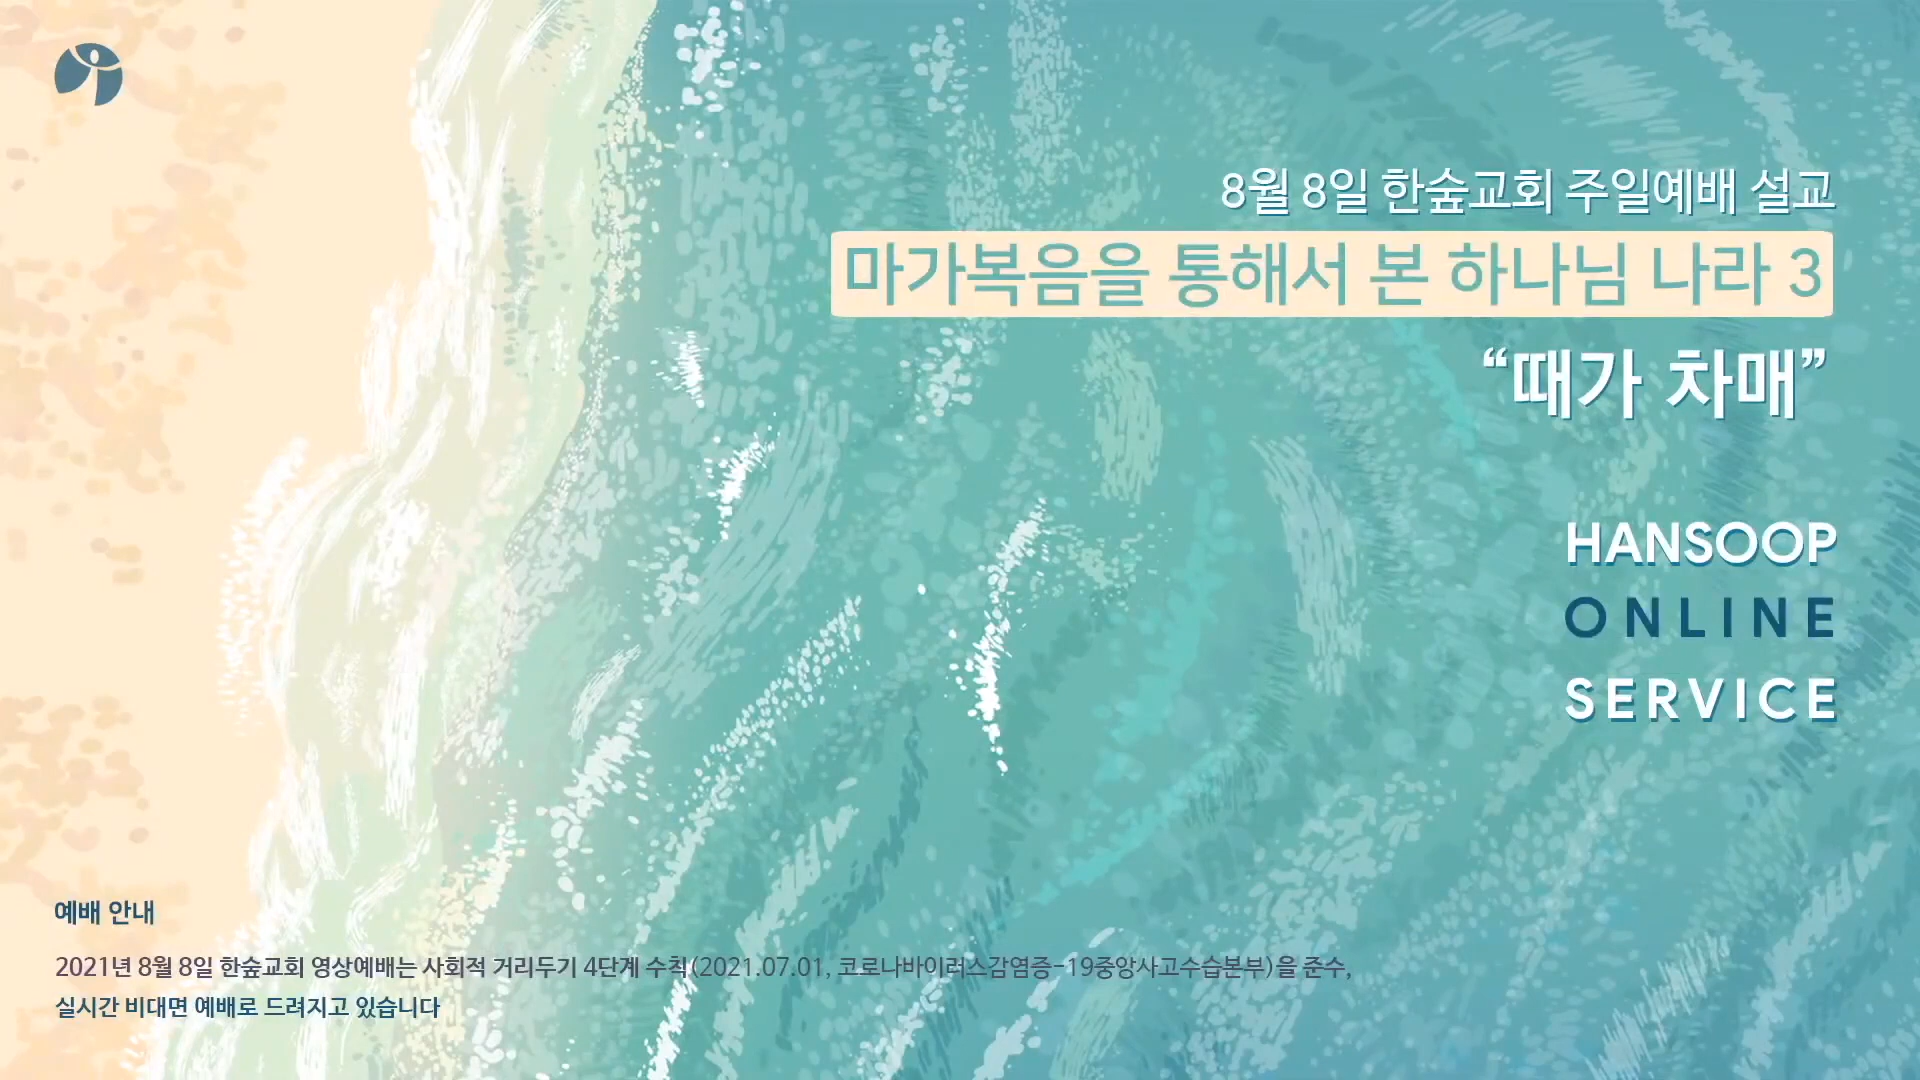 8월 8일 한숲교회 주일예배 설교
마가복음을 통해서 본 하나님 나라 3
“때가 차매”
HANSOOP
ONLINE
SERVICE
예배 안내
2021년 8월 8일 한숲교회 영상예배는 사회적 거리두기 4단계 수칙(2021.07.01, 코로나바이러스감염증-19중앙사고수습본부)을 준수,
실시간 비대면 예배로 드려지고 있습니다